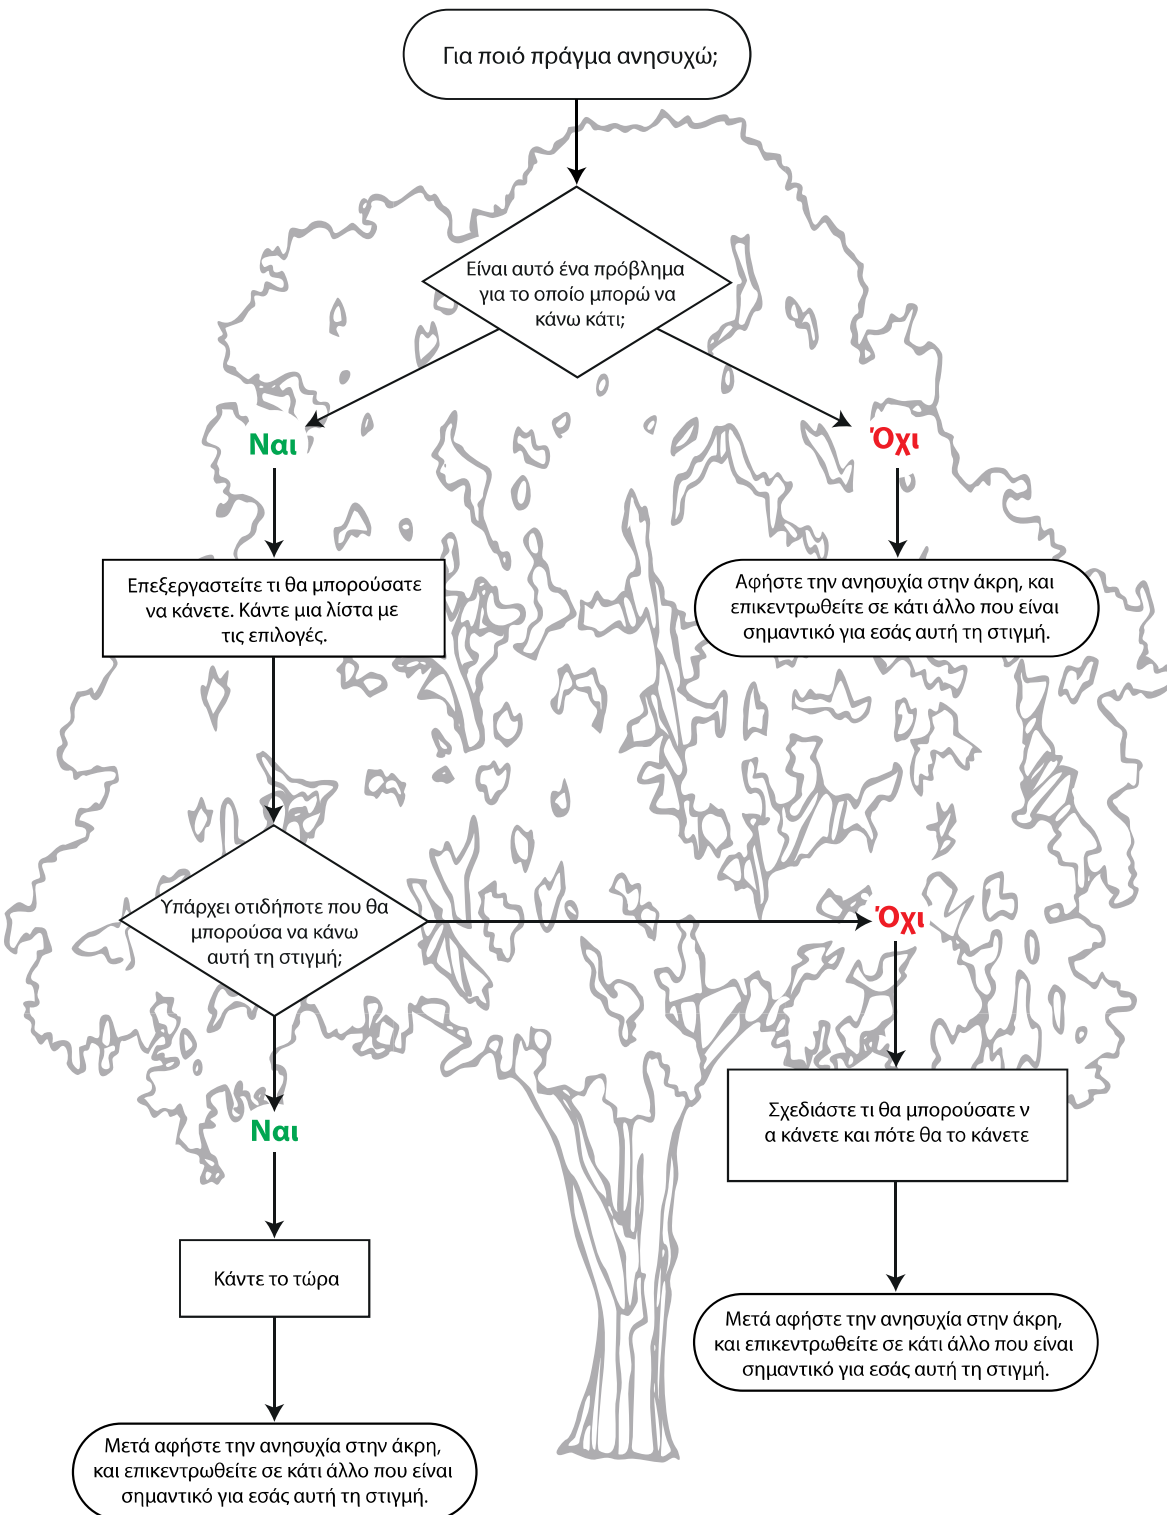 Για ποιό πράγμα ανησυχώ;
Είναι αυτό ένα πρόβλημα
για το οποίο μπορώ να
κάνω κάτι;
Ναι
Όχι
Επεξεργαστείτε τι θα μπορούσατε
να κάνετε. Κάντε μια λίστα με
τις επιλογές.
Αφήστε την ανησυχία στην άκρη, και
επικεντρωθείτε σε κάτι άλλο που είναι
σημαντικό για εσάς αυτή τη στιγμή.
Υπάρχει οτιδήποτε που θα
μπορούσα να κάνω
αυτή τη στιγμή;
Όχι
Ναι
Σχεδιάστε τι θα μπορούσατε ν
α κάνετε και πότε θα το κάνετε
Κάντε το τώρα
Μετά αφήστε την ανησυχία στην άκρη,
και επικεντρωθείτε σε κάτι άλλο που είναι
σημαντικό για εσάς αυτή τη στιγμή.
Μετά αφήστε την ανησυχία στην άκρη,
και επικεντρωθείτε σε κάτι άλλο που είναι
σημαντικό για εσάς αυτή τη στιγμή.